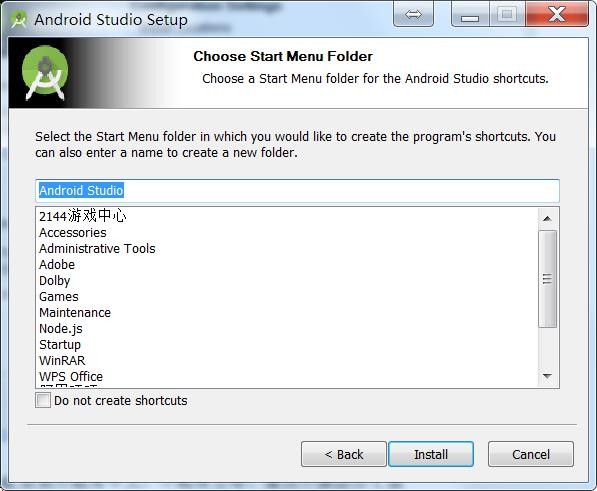 Android Studio Setup
Choose Start Menu Folder
Choose a Start Menu folder for the Android Studio shortcuts.
Select the Start Menu folder in which you would like to create the program's shortcuts. You
can also enter a name to create a new folder.
Android Studio
2144游戏中心
Accessories
Administrative Tools
Adobe
Dolby
Games
Maintenance
Node.js
Startup
WinRAR
WPS Office
Do not create shortcuts
< Back
Install
Cancel